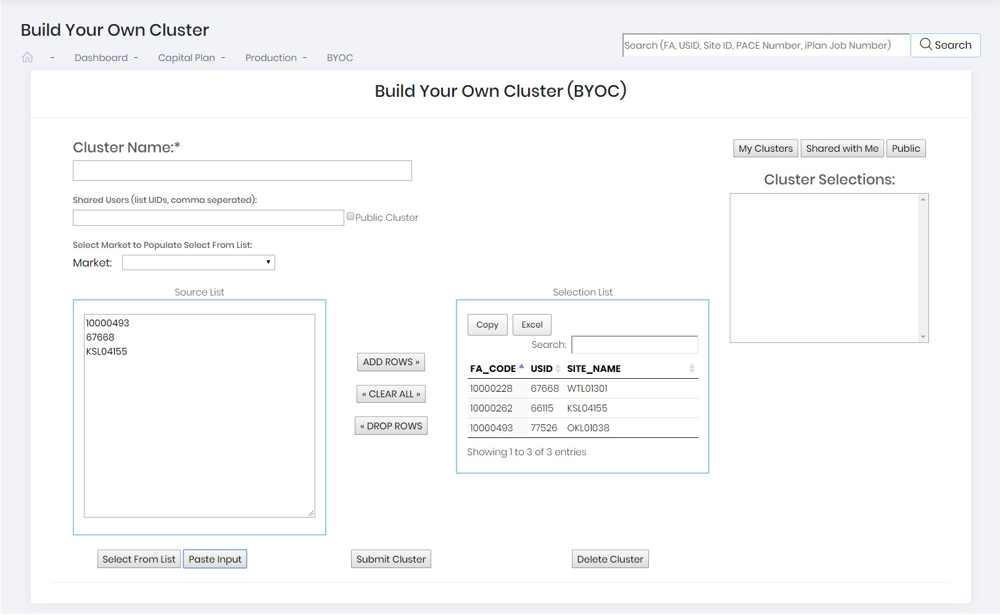 Build Your Own Cluster
Search (FA, USID, Site ID, PACE Number, iPlan Job Number) Search
- Dashboard - Capital Plan - Production - BYOC
Build Your Own Cluster (BYOC)
Cluster Name:*
My Clusters Shared with Me Public
Cluster Selections:
Shared Users (list UIDs, comma seperated):
Public Cluster
Select Market to Populate Select From List:
Market:
Source List
10000493
67668
KSL04155
ADD ROWS »
« CLEAR ALL »
« DROP ROWS
Selection List
Copy Excel
Search:
FA_CODE USID SITE_NAME
10000228 67668 WTL01301
10000262 66115 KSL04155
10000493 77526 OKL01038
Showing 1 to 3 of 3 entries
Select From List Paste Input Submit Cluster Delete Cluster